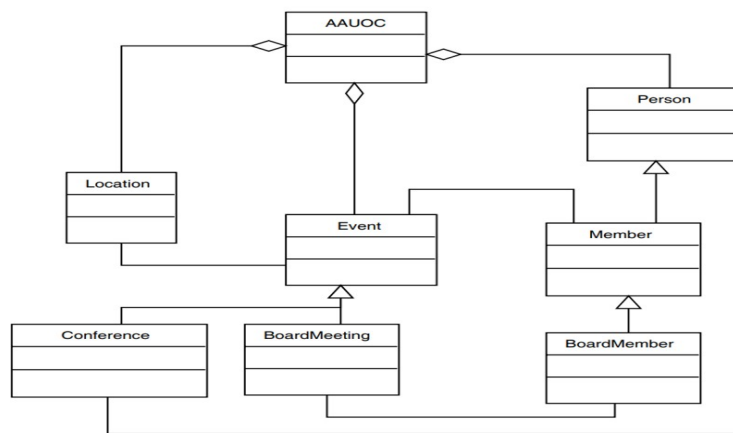 AAUOC
Person
Location
Event
Member
Conference
BoardMeeting
BoardMember